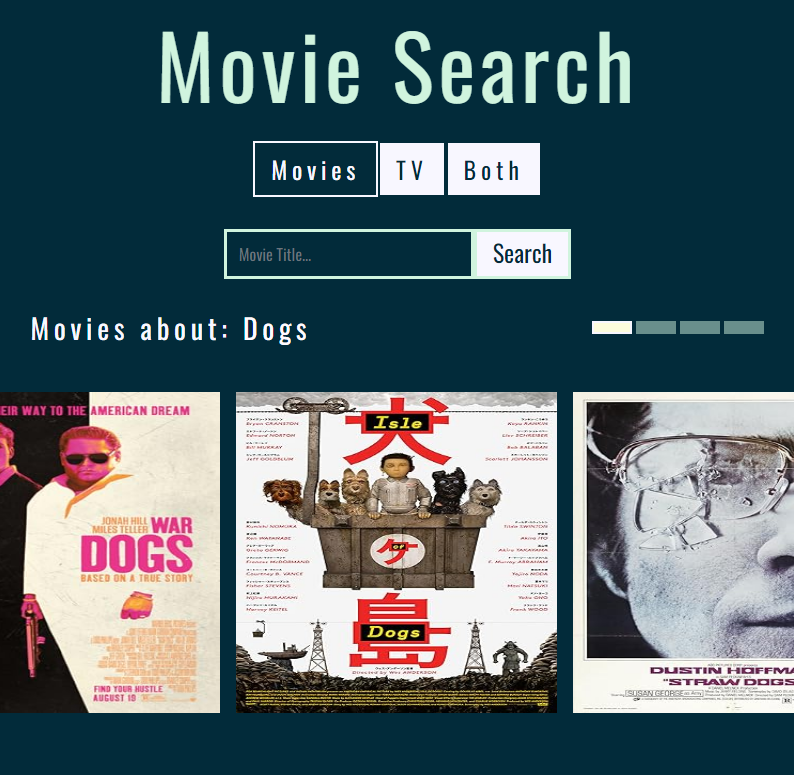 Movie Search
Movies TV Both
Movie Title... Search
Movies about: Dogs
EIR WAY TO THE AMERICAN DREAM
JONAH HILL
MILES TELLER WAR
DOGS
BASED ON A TRUE STORY
FIND YOUR HUSTLE
AUGUST 19
犬
Isle
Bryan CRANSTON
Edward NORTON
Bill MURRAY
Jeff GOLDBLUM
Koyu RANKIN
Liev SCHREIBER
Bob BALABAN
Scarlett JOHANSSON
Kunichi NOMURA
Ken WATANABE
Greta GERWIG
Frances McDORMAND
Courtney B. VANCE
Fisher STEVENS
Nijiro MURAKAMI
Harvey KEITEL
ケ
of
Tilda SWINTON
Akira ITO
Akira TAKAYAMA
F. Murray ABRAHAM
Yojiro NODA
Mari NATSUKI
Yoko ONO
Frank WOOD
島
Dogs
Directed by Wes ANDERSON
DUSTIN HOFFMA
"STRAW DOGS
SUSAN GEORGE